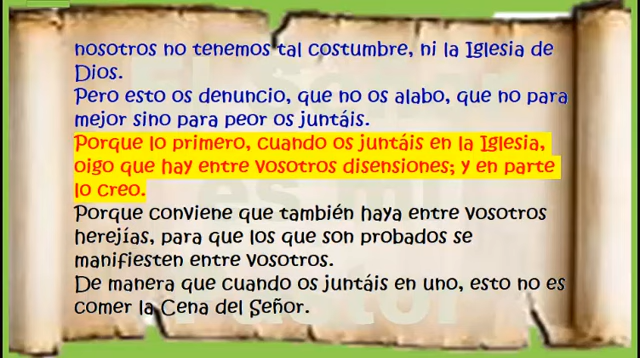 nosotros no tenemos tal costumbre, ni la Iglesia de
Dios.
Pero esto os denuncio, que no os alabo, que no para
mejor sino para peor os juntáis.
Porque lo primero, cuando os juntáis en la Iglesia,
oigo que hay entre vosotros disensiones; y en parte
lo creo.
Porque conviene que también haya entre vosotros
herejías, para que los que son probados se
manifiesten entre vosotros.
De manera que cuando os juntáis en uno, esto no es
comer la Cena del Señor.